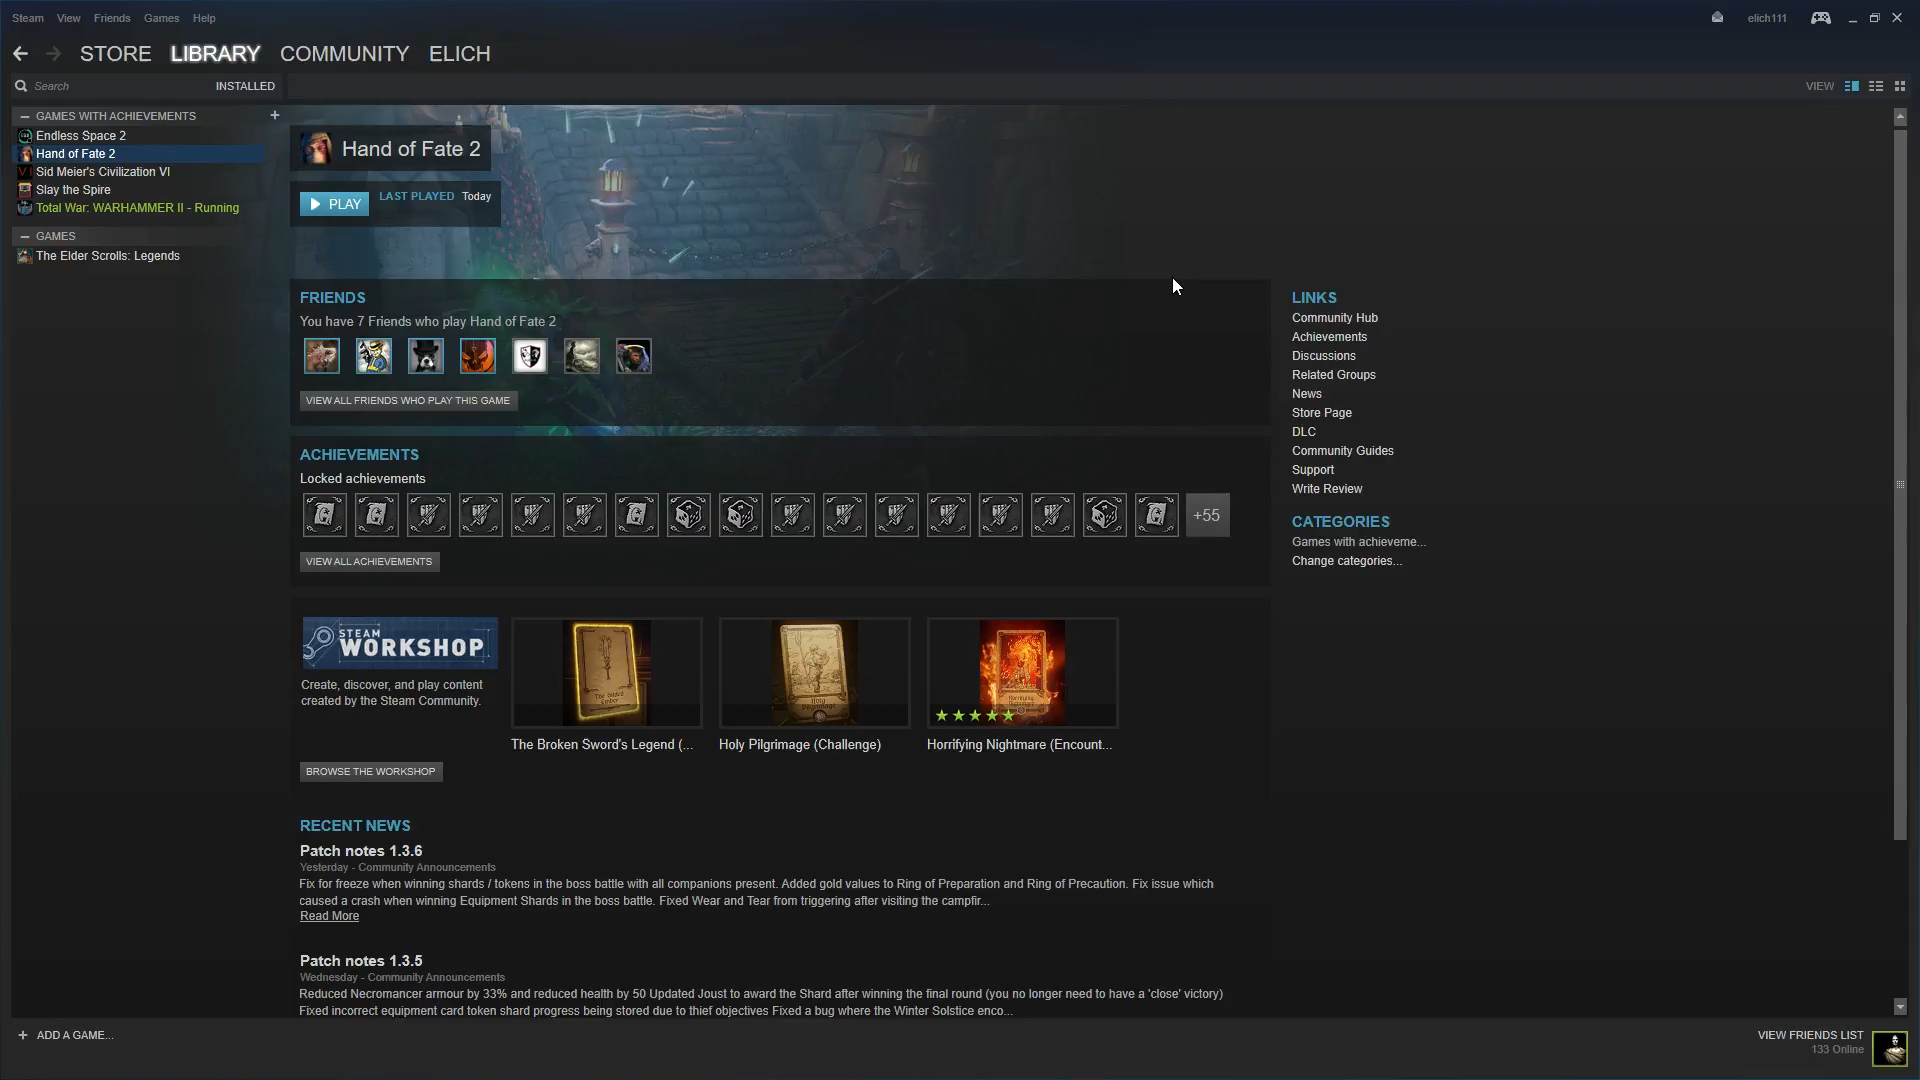 Steam View Friends Games Help
elich111
STORE LIBRARY COMMUNITY ELICH
Search INSTALLED
VIEW
GAMES WITH ACHIEVEMENTS
Endless Space 2
Hand of Fate 2
Sid Meier's Civilization VI
Slay the Spire
Total War: WARHAMMER II - Running
GAMES
The Elder Scrolls: Legends
Hand of Fate 2
PLAY LAST PLAYED Today
FRIENDS
You have 7 Friends who play Hand of Fate 2
VIEW ALL FRIENDS WHO PLAY THIS GAME
ACHIEVEMENTS
Locked achievements
+55
VIEW ALL ACHIEVEMENTS
STEAM
WORKSHOP
Create, discover, and play content
created by the Steam Community.
BROWSE THE WORKSHOP
The Broken Sword's Legend (...
Holy Pilgrimage (Challenge)
Horrifying Nightmare (Encount...
RECENT NEWS
Patch notes 1.3.6
Yesterday - Community Announcements
Fix for freeze when winning shards / tokens in the boss battle with all companions present. Added gold values to Ring of Preparation and Ring of Precaution. Fix issue which
caused a crash when winning Equipment Shards in the boss battle. Fixed Wear and Tear from triggering after visiting the campfir...
Read More
Patch notes 1.3.5
Wednesday - Community Announcements
Reduced Necromancer armour by 33% and reduced health by 50 Updated Joust to award the Shard after winning the final round (you no longer need to have a 'close' victory)
Fixed incorrect equipment card token shard progress being stored due to thief objectives Fixed a bug where the Winter Solstice enco...
LINKS
Community Hub
Achievements
Discussions
Related Groups
News
Store Page
DLC
Community Guides
Support
Write Review
CATEGORIES
Games with achieveme...
Change categories...
+ ADD A GAME...
VIEW FRIENDS LIST
133 Online